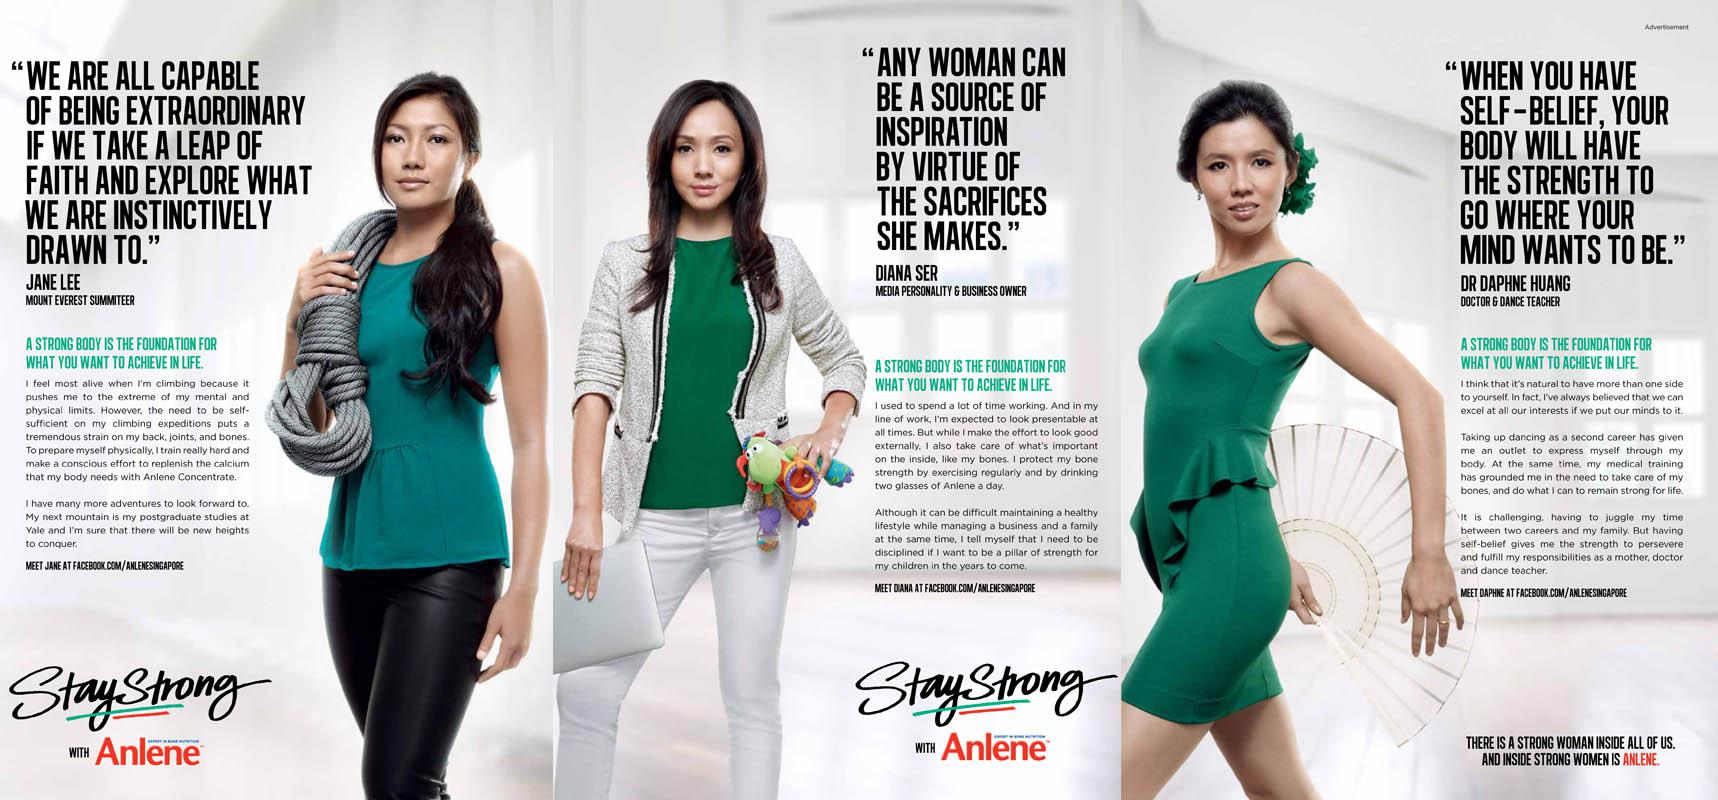 “WE ARE ALL CAPABLE
OF BEING EXTRAORDINARY
IF WE TAKE A LEAP OF
FAITH AND EXPLORE WHAT
WE ARE INSTINCTIVELY
DRAWN TO.”
JANE LEE
MOUNT EVEREST SUMMITEER
A STRONG BODY IS THE FOUNDATION FOR
WHAT YOU WANT TO ACHIEVE IN LIFE.
I feel most alive when I'm climbing because it
pushes me to the extreme of my mental and
physical limits. However, the need to be self-
sufficient on my climbing expeditions puts a
tremendous strain on my back, joints, and bones.
To prepare myself physically, I train really hard and
make a conscious effort to replenish the calcium
that my body needs with Anlene Concentrate.
I have many more adventures to look forward to.
My next mountain is my postgraduate studies at
Yale and I'm sure that there will be new heights
to conquer.
MEET JANE AT FACEBOOK.COM/ANLENESINGAPORE
Stay Strong
EXPERT IN BONE NUTRITION
WITH Anlene™
“ANY WOMAN CAN
BE A SOURCE OF
INSPIRATION
BY VIRTUE OF
THE SACRIFICES
SHE MAKES.”
DIANA SER
MEDIA PERSONALITY & BUSINESS OWNER
A STRONG BODY IS THE FOUNDATION FOR
WHAT YOU WANT TO ACHIEVE IN LIFE.
I used to spend a lot of time working. And in my
line of work, I'm expected to look presentable at
all times. But while I make the effort to look good
externally, I also take care of what's important
on the inside, like my bones. I protect my bone
strength by exercising regularly and by drinking
two glasses of Anlene a day.
Although it can be difficult maintaining a healthy
lifestyle while managing a business and a family
at the same time, I tell myself that I need to be
disciplined if I want to be a pillar of strength for
my children in the years to come.
MEET DIANA AT FACEBOOK.COM/ANLENESINGAPORE
Stay Strong
EXPERT IN BONE NUTRITION
WITH Anlene™
Advertisement
“WHEN YOU HAVE
SELF-BELIEF, YOUR
BODY WILL HAVE
THE STRENGTH TO
GO WHERE YOUR
MIND WANTS TO BE.”
DR DAPHNE HUANG
DOCTOR & DANCE TEACHER
A STRONG BODY IS THE FOUNDATION FOR
WHAT YOU WANT TO ACHIEVE IN LIFE.
I think that it's natural to have more than one side
to yourself. In fact, I've always believed that we can
excel at all our interests if we put our minds to it.
Taking up dancing as a second career has given
me an outlet to express myself through my
body. At the same time, my medical training
has grounded me in the need to take care of my
bones, and do what I can to remain strong for life.
It is challenging, having to juggle my time
between two careers and my family. But having
self-belief gives me the strength to persevere
and fulfill my responsibilities as a mother, doctor
and dance teacher.
MEET DAPHNE AT FACEBOOK.COM/ANLENESINGAPORE
THERE IS A STRONG WOMAN INSIDE ALL OF US.
AND INSIDE STRONG WOMEN IS ANLENE.